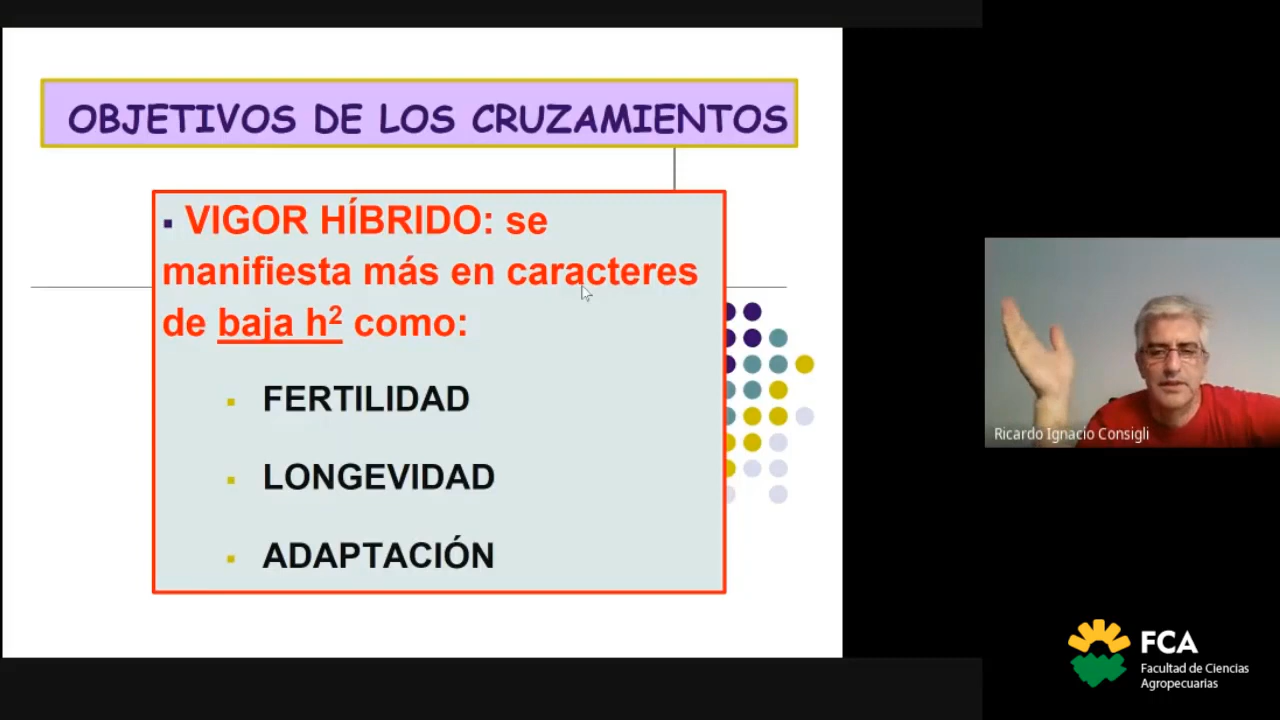 OBJETIVOS DE LOS CRUZAMIENTOS
▪ VIGOR HÍBRIDO: se
manifiesta más en caracteres
de baja h² como:
▪ FERTILIDAD
▪ LONGEVIDAD
▪ ADAPTACIÓN
Ricardo Ignacio Consigli
FCA
Facultad de Ciencias
Agropecuarias